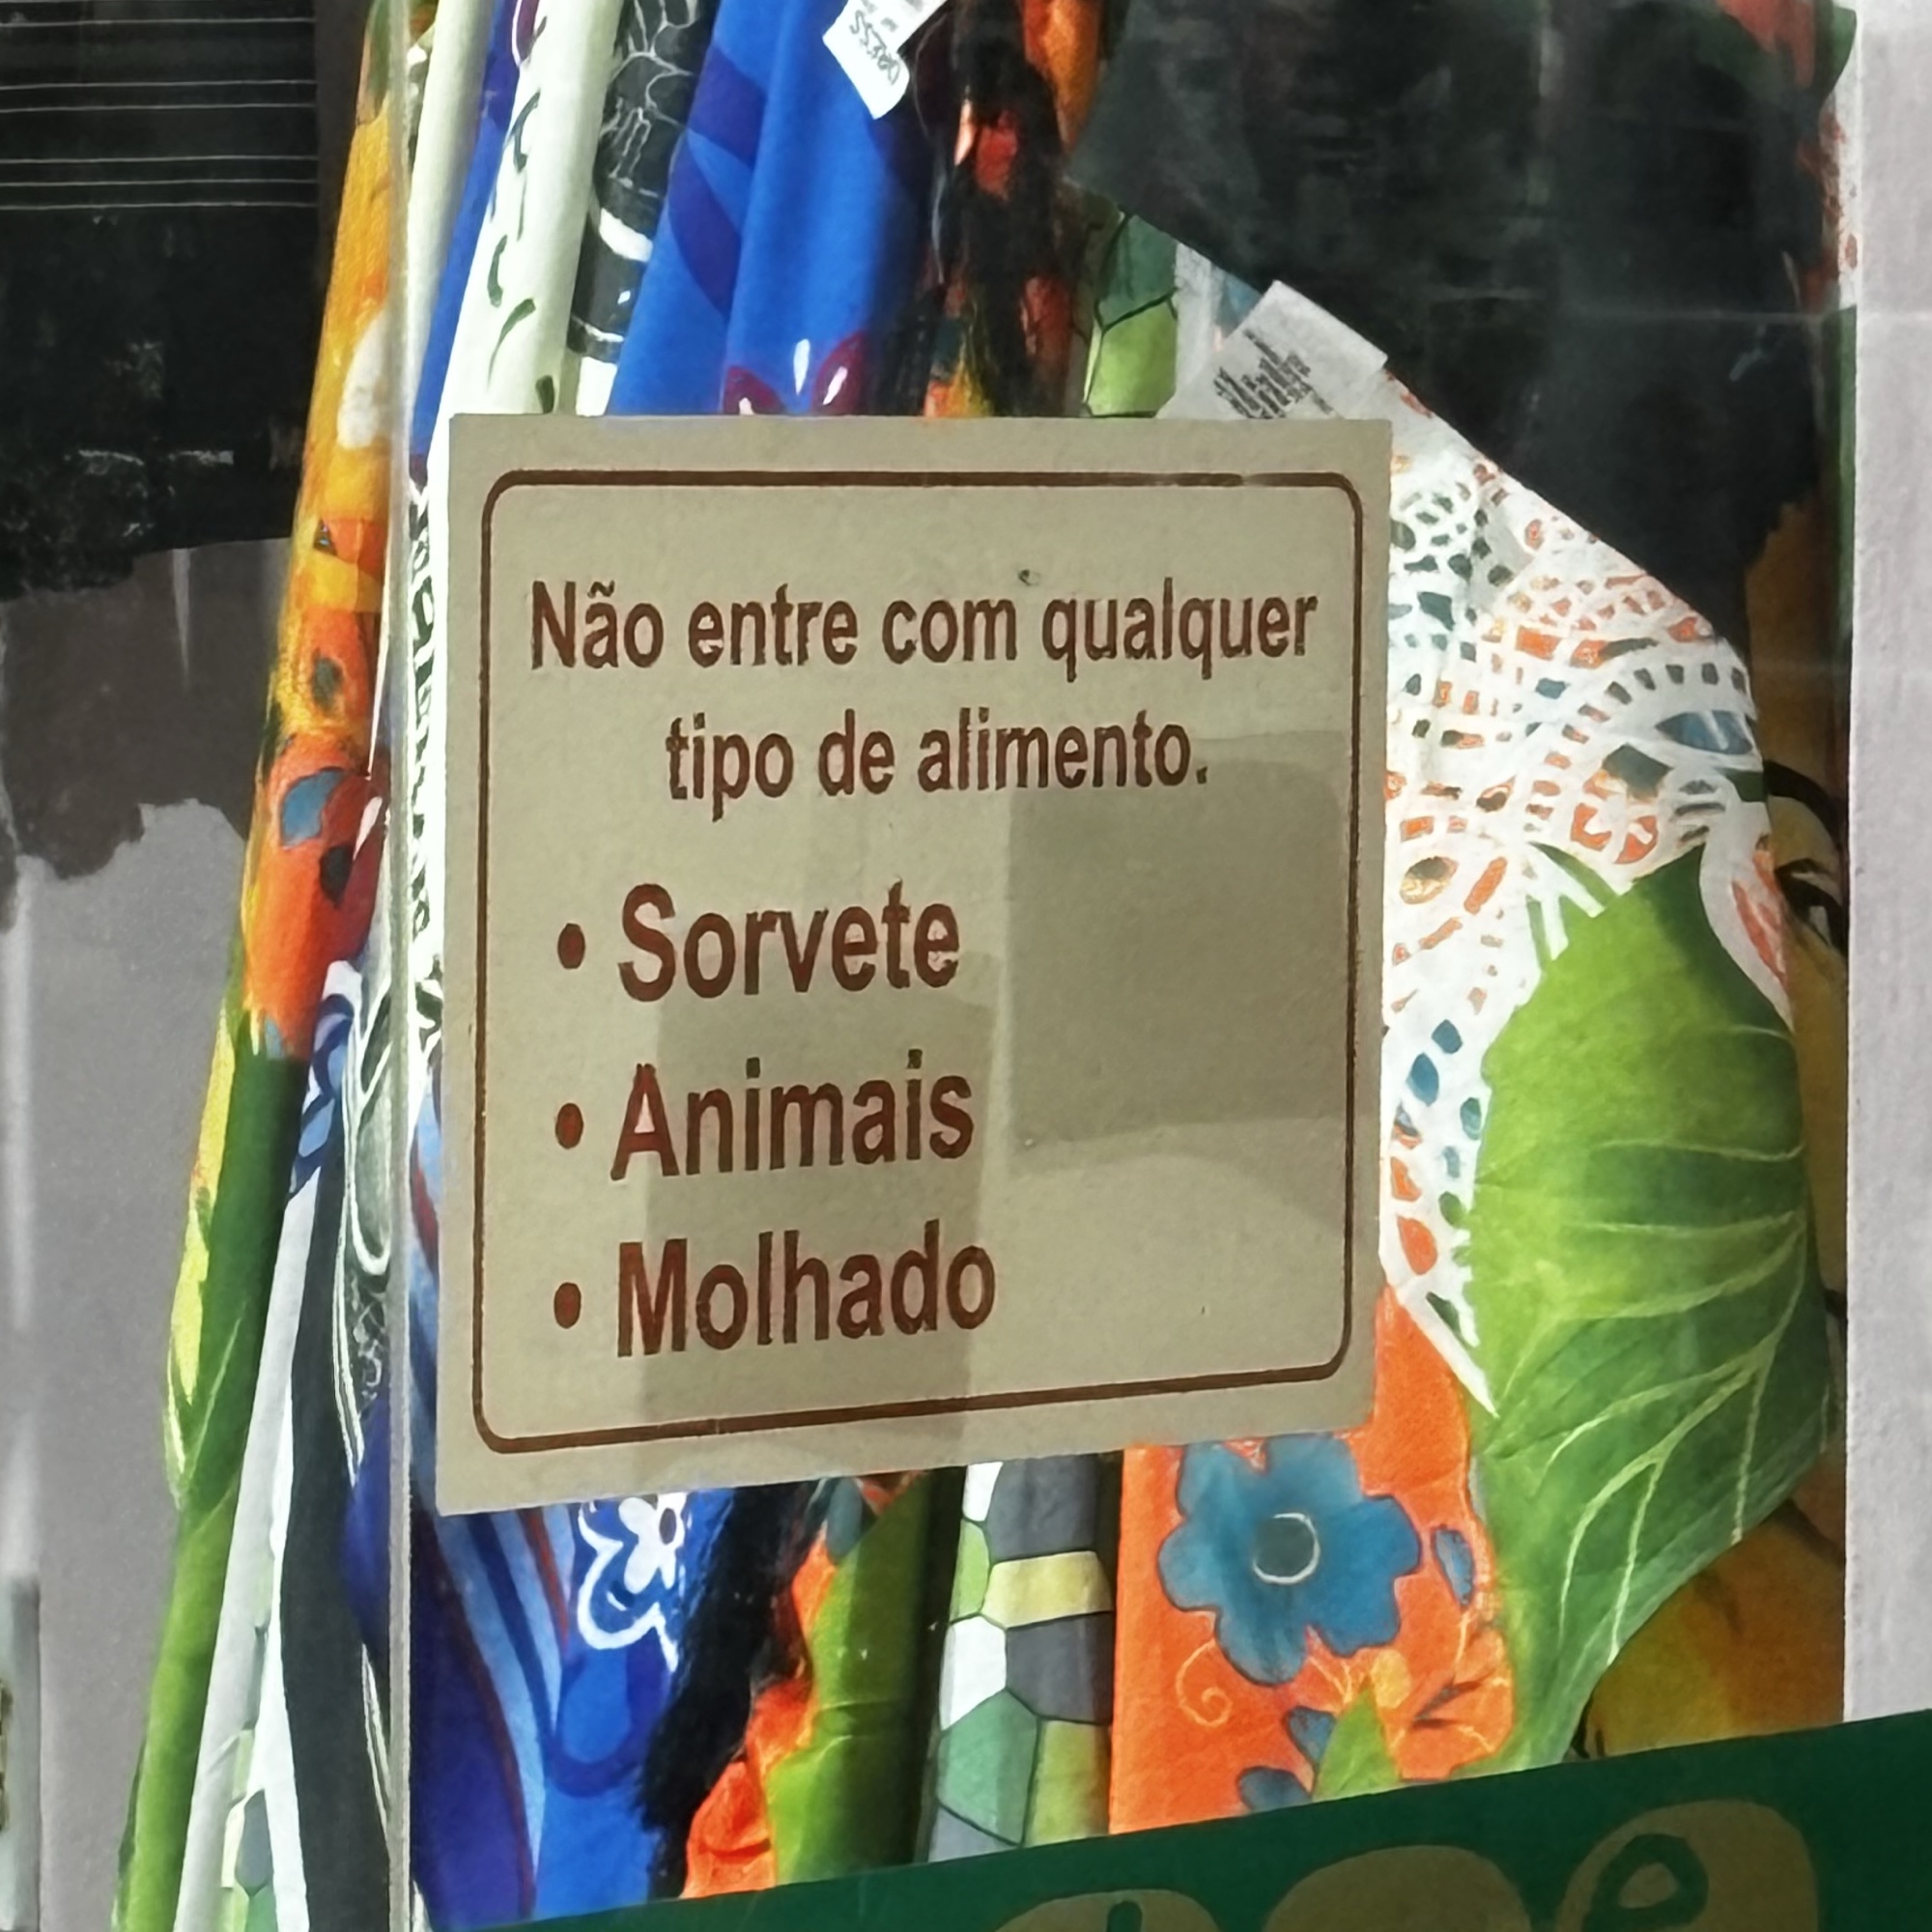 Não entre com qualquer
tipo de alimento.
• Sorvete
• Animais
• Molhado